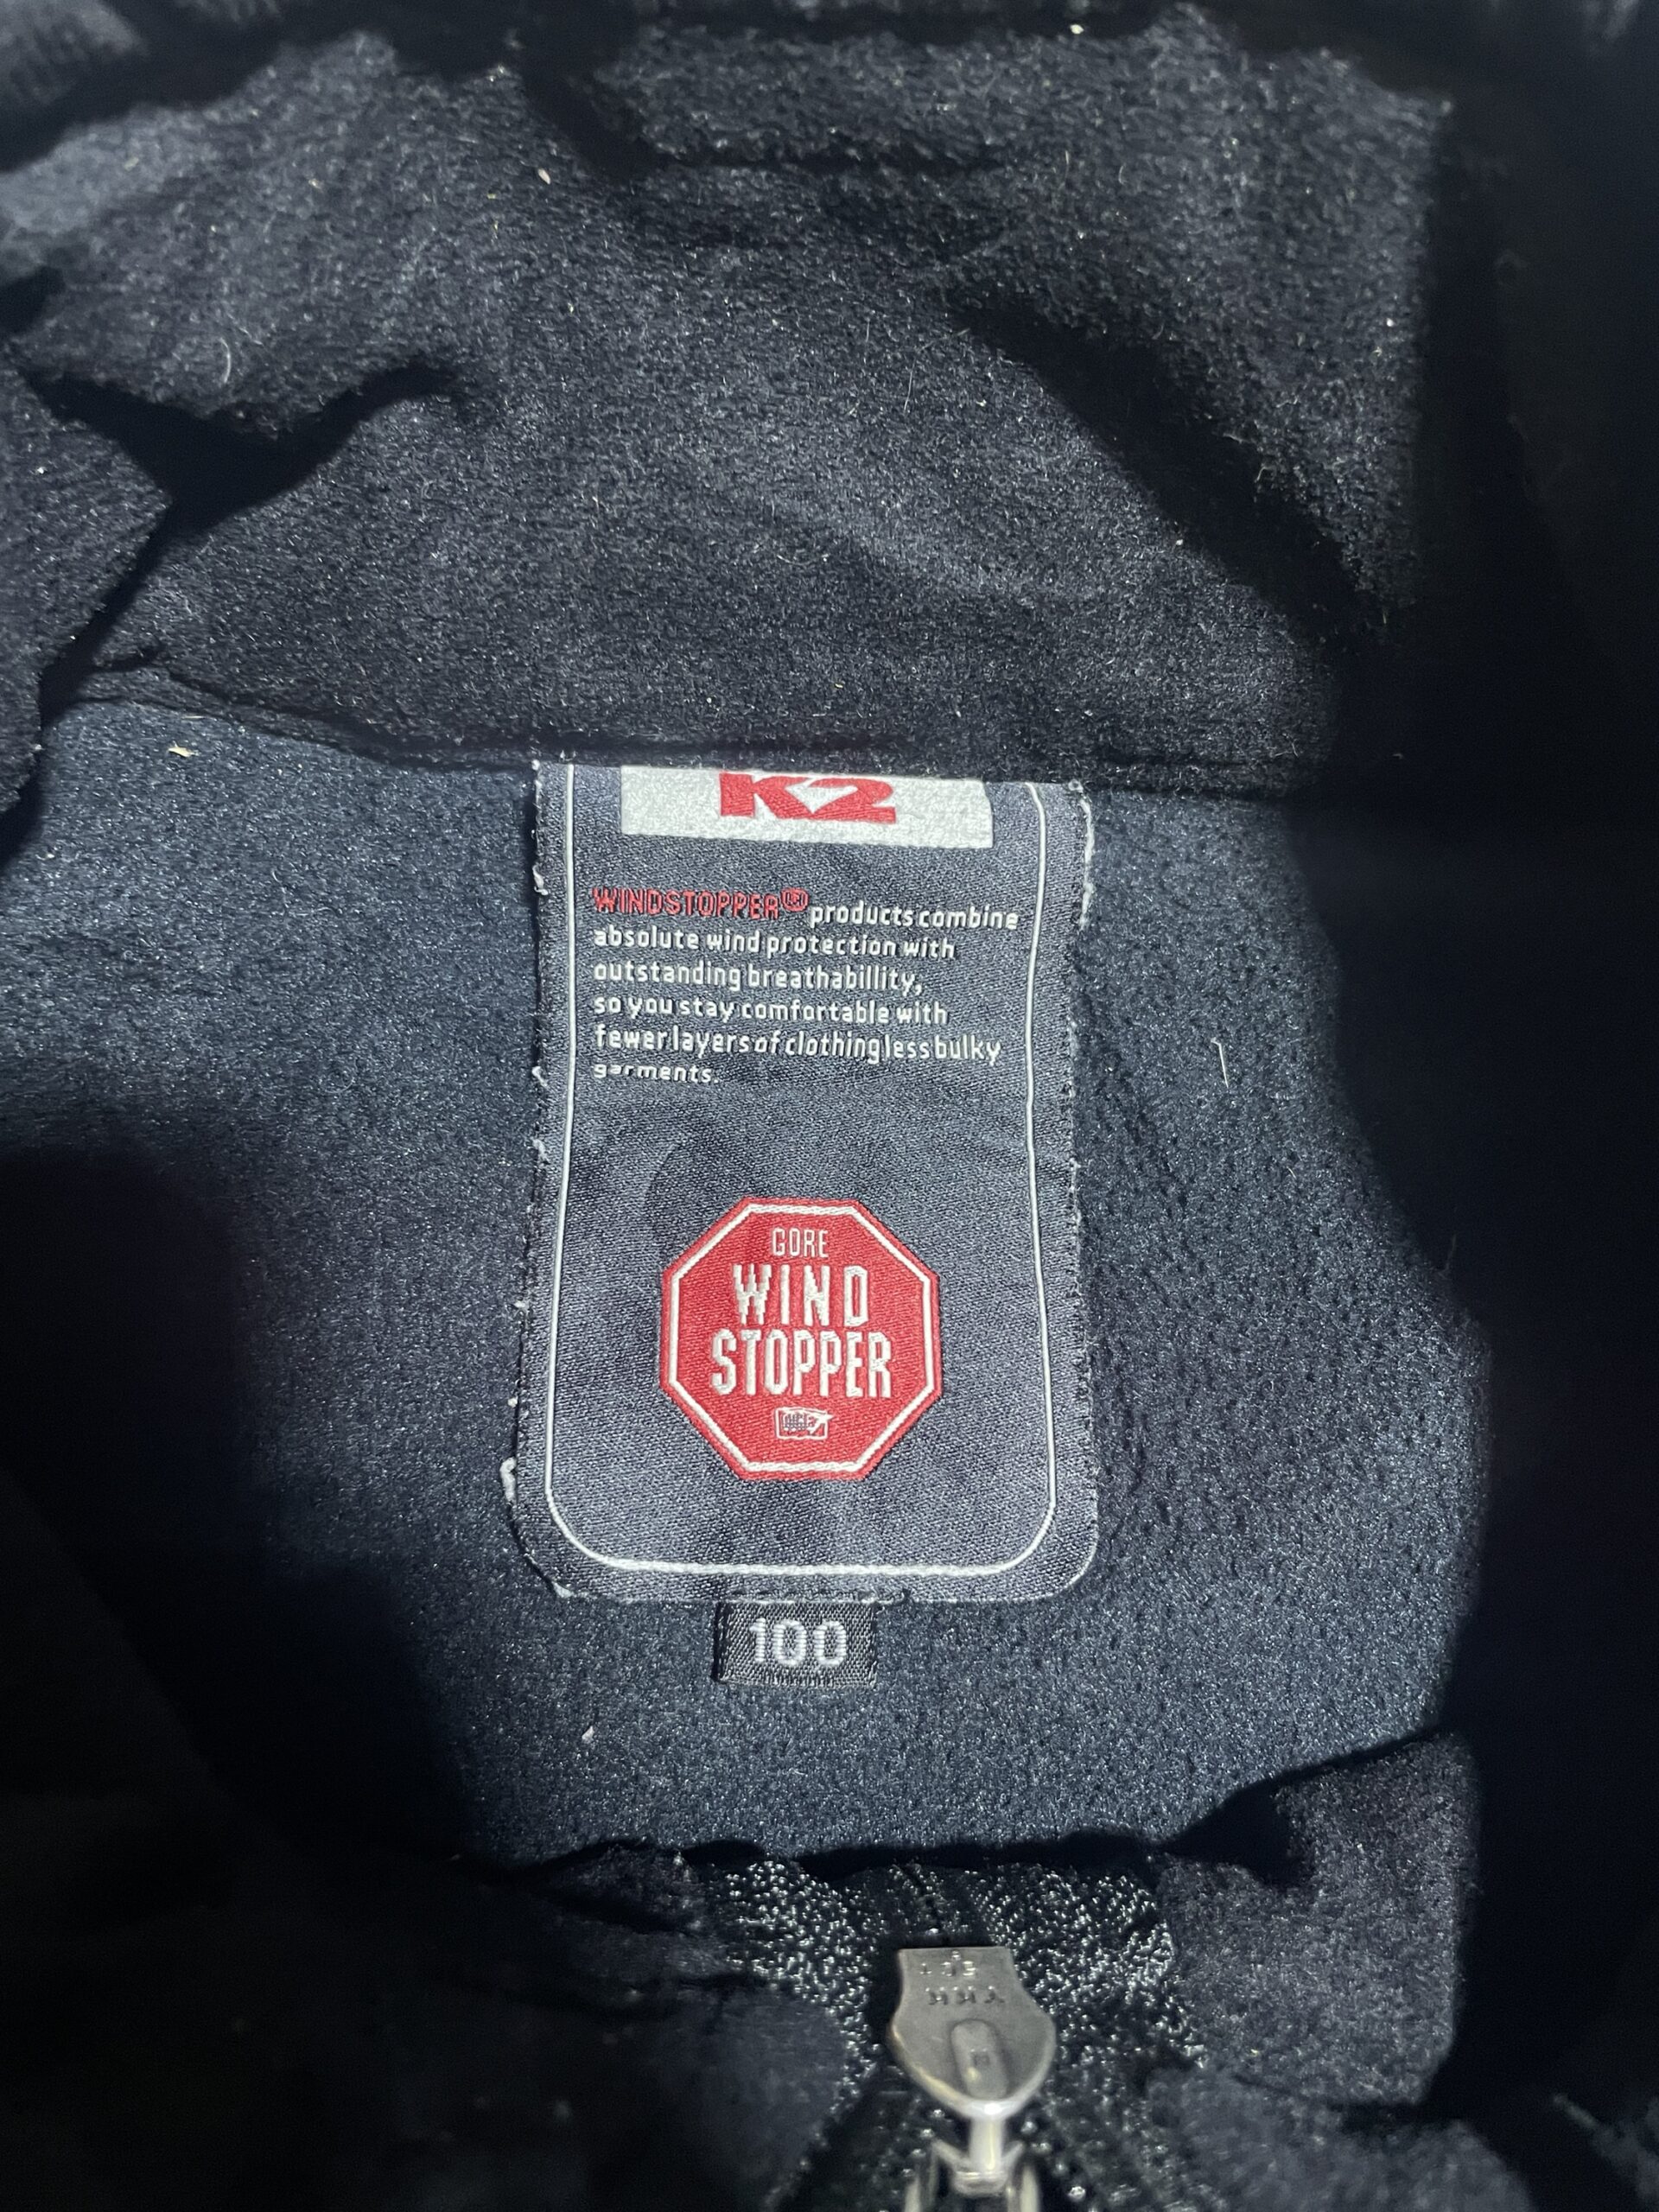 K2
WINDSTOPPER® products combine
absolute wind protection with
outstanding breathabillity,
so you stay comfortable with
fewer layers of clothing less bulky
garments.
GORE
WIND
STOPPER
100
YKK